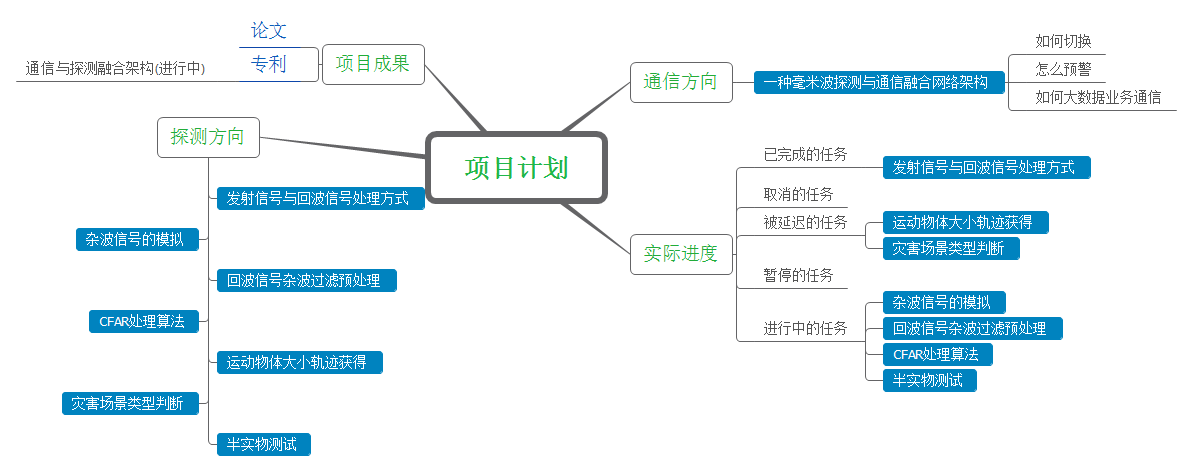 项目计划
项目成果
论文
专利
通信与探测融合架构(进行中)
探测方向
发射信号与回波信号处理方式
杂波信号的模拟
回波信号杂波过滤预处理
CFAR处理算法
运动物体大小轨迹获得
灾害场景类型判断
半实物测试
通信方向
一种毫米波探测与通信融合网络架构
如何切换
怎么预警
如何大数据业务通信
实际进度
已完成的任务
发射信号与回波信号处理方式
取消的任务
被延迟的任务
运动物体大小轨迹获得
灾害场景类型判断
暂停的任务
进行中的任务
杂波信号的模拟
回波信号杂波过滤预处理
CFAR处理算法
半实物测试